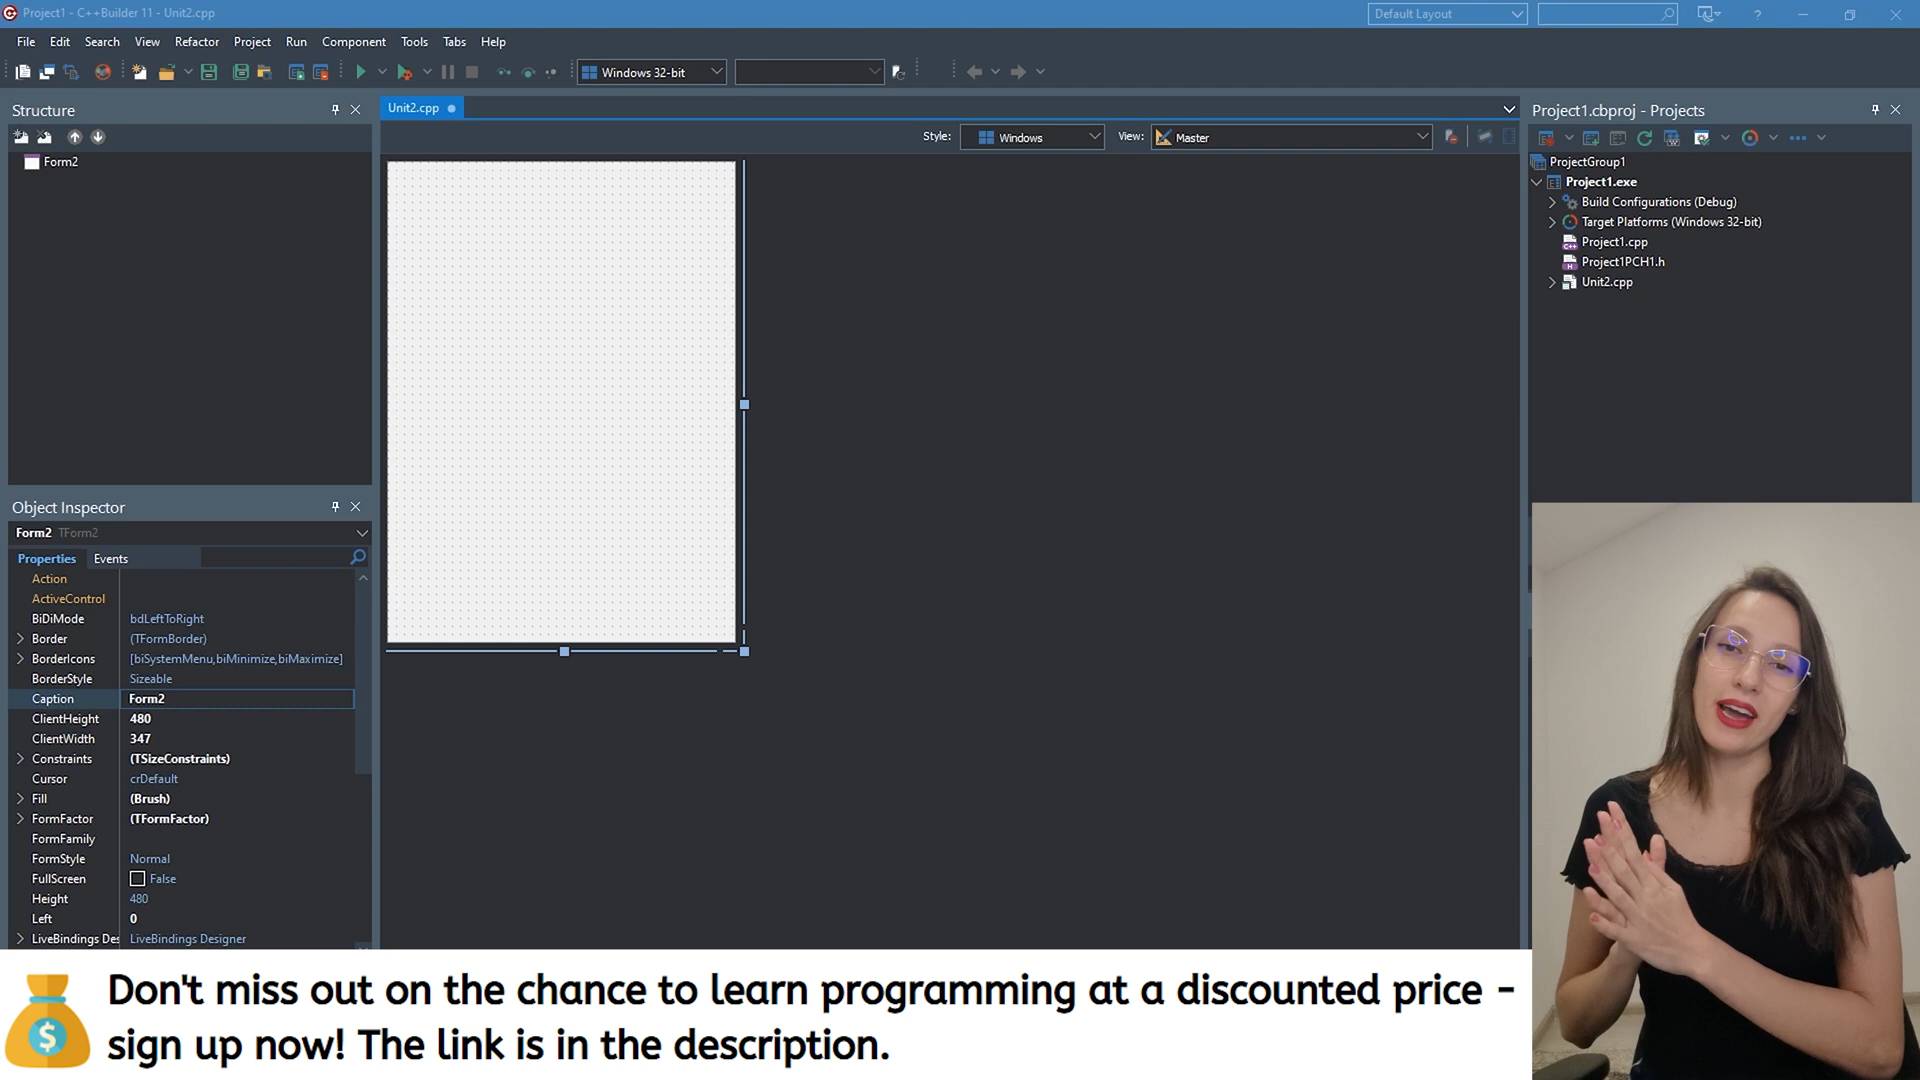 Project1 - C++Builder 11 - Unit2.cpp
Default Layout
?
File Edit Search View Refactor Project Run Component Tools Tabs Help
Windows 32-bit
Structure
Form2
Unit2.cpp
Style: Windows View: Master
Project1.cbproj - Projects
ProjectGroup1
Project1.exe
Build Configurations (Debug)
Target Platforms (Windows 32-bit)
Project1.cpp
Project1PCH1.h
Unit2.cpp
Object Inspector
Form2 TForm2
Properties Events
Action
ActiveControl
BiDiMode bdLeftToRight
Border (TFormBorder)
BorderIcons [biSystemMenu,biMinimize,biMaximize]
BorderStyle Sizeable
Caption Form2
ClientHeight 480
ClientWidth 347
Constraints (TSizeConstraints)
Cursor crDefault
Fill (Brush)
FormFactor (TFormFactor)
FormFamily
FormStyle Normal
FullScreen False
Height 480
Left 0
LiveBindings Des LiveBindings Designer
$
Don't miss out on the chance to learn programming at a discounted price -
sign up now! The link is in the description.